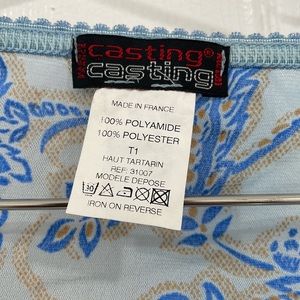 casting®
casting
MADE IN FRANCE
100% POLYAMIDE
100% POLYESTER
T1
HAUT TARTARIN
REF: 31007
MODELE DEPOSE
30
IRON ON REVERSE